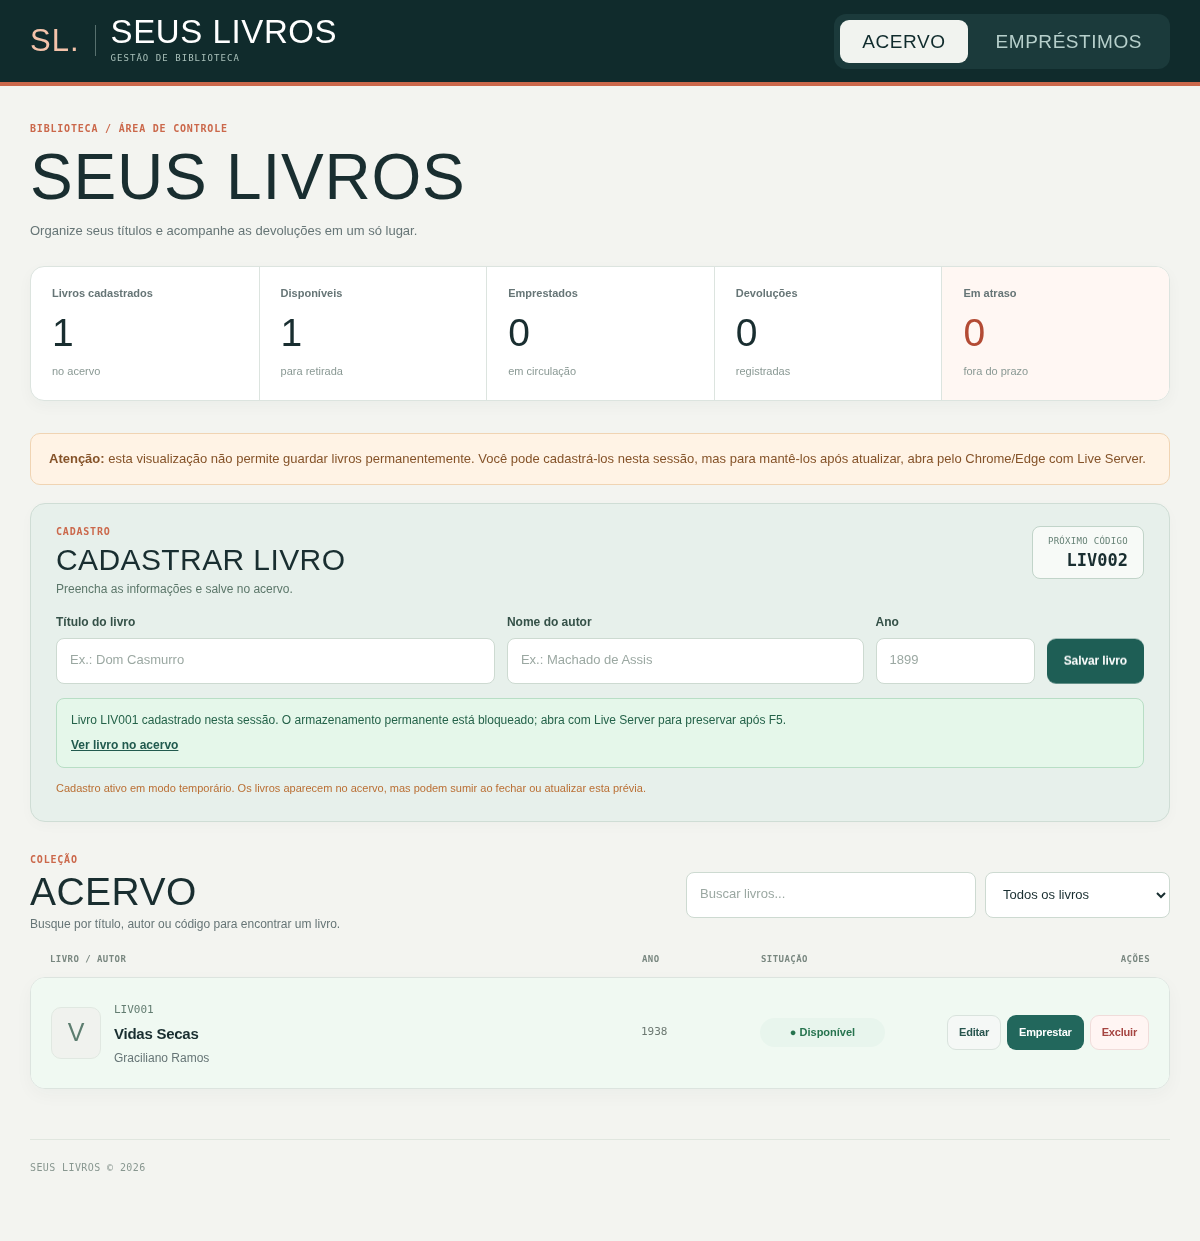 SL.
SEUS LIVROS
GESTÃO DE BIBLIOTECA
ACERVO
EMPRÉSTIMOS
BIBLIOTECA / ÁREA DE CONTROLE
SEUS LIVROS
Organize seus títulos e acompanhe as devoluções em um só lugar.
Livros cadastrados
1
no acervo
Disponíveis
1
para retirada
Emprestados
0
em circulação
Devoluções
0
registradas
Em atraso
0
fora do prazo
Atenção: esta visualização não permite guardar livros permanentemente. Você pode cadastrá-los nesta sessão, mas para mantê-los após atualizar, abra pelo Chrome/Edge com Live Server.
CADASTRO
CADASTRAR LIVRO
Preencha as informações e salve no acervo.
PRÓXIMO CÓDIGO
LIV002
Título do livro
Ex.: Dom Casmurro
Nome do autor
Ex.: Machado de Assis
Ano
1899
Salvar livro
Livro LIV001 cadastrado nesta sessão. O armazenamento permanente está bloqueado; abra com Live Server para preservar após F5.
Ver livro no acervo
Cadastro ativo em modo temporário. Os livros aparecem no acervo, mas podem sumir ao fechar ou atualizar esta prévia.
COLEÇÃO
ACERVO
Busque por título, autor ou código para encontrar um livro.
Buscar livros...
Todos os livros
LIVRO / AUTOR
ANO
SITUAÇÃO
AÇÕES
V
LIV001
Vidas Secas
Graciliano Ramos
1938
● Disponível
Editar
Emprestar
Excluir
SEUS LIVROS © 2026